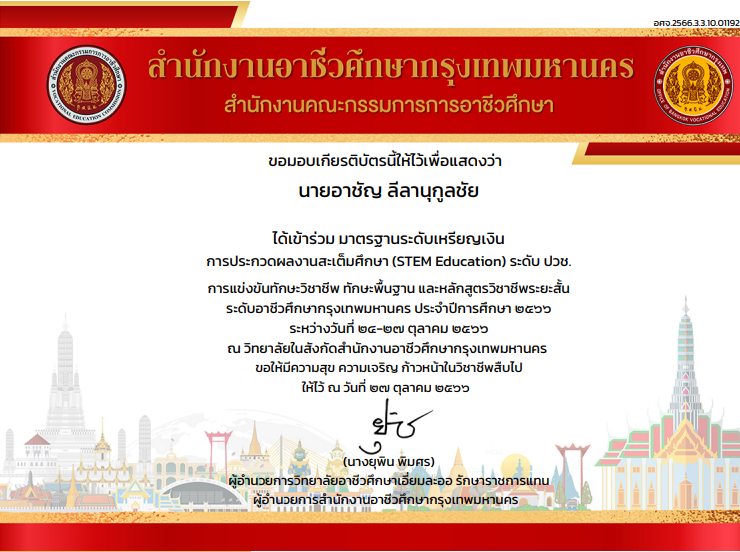 อศจ.2566.3.3.10.01192
สำนักงานอาชีวศึกษากรุงเทพมหานคร
สำนักงานคณะกรรมการการอาชีวศึกษา
ขอมอบเกียรติบัตรนี้ให้ไว้เพื่อแสดงว่า
นายอาชัญ ลีลานุกูลชัย
ได้เข้าร่วม มาตรฐานระดับเหรียญเงิน
การประกวดผลงานสะเต็มศึกษา (STEM Education) ระดับ ปวช.
การแข่งขันทักษะวิชาชีพ ทักษะพื้นฐาน และหลักสูตรวิชาชีพระยะสั้น
ระดับอาชีวศึกษากรุงเทพมหานคร ประจำปีการศึกษา ๒๕๖๖
ระหว่างวันที่ ๒๔-๒๗ ตุลาคม ๒๕๖๖
ณ วิทยาลัยในสังกัดสำนักงานอาชีวศึกษากรุงเทพมหานคร
ขอให้มีความสุข ความเจริญ ก้าวหน้าในวิชาชีพสืบไป
ให้ไว้ ณ วันที่ ๒๗ ตุลาคม ๒๕๖๖
(นางยุพิน พิมศร)
ผู้อำนวยการวิทยาลัยอาชีวศึกษาเอี่ยมละออ รักษาราชการแทน
ผู้อำนวยการสำนักงานอาชีวศึกษากรุงเทพมหานคร